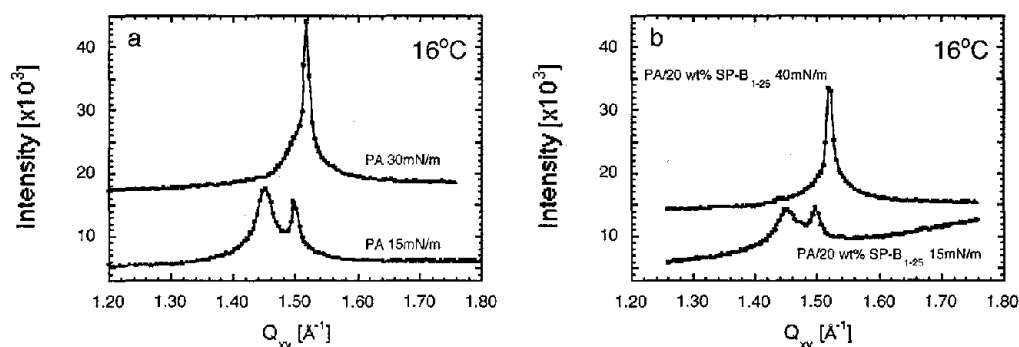 a
16°C
40
30
20
10
Intensity [x10³]
PA 30mN/m
PA 15mN/m
1.20 1.30 1.40 1.50 1.60 1.70 1.80
Qxy [Å⁻¹]
b
16°C
40
30
20
10
Intensity [x10³]
PA/20 wt% SP-B1-25 40mN/m
PA/20 wt% SP-B1-25 15mN/m
1.20 1.30 1.40 1.50 1.60 1.70 1.80
Qxy [Å⁻¹]